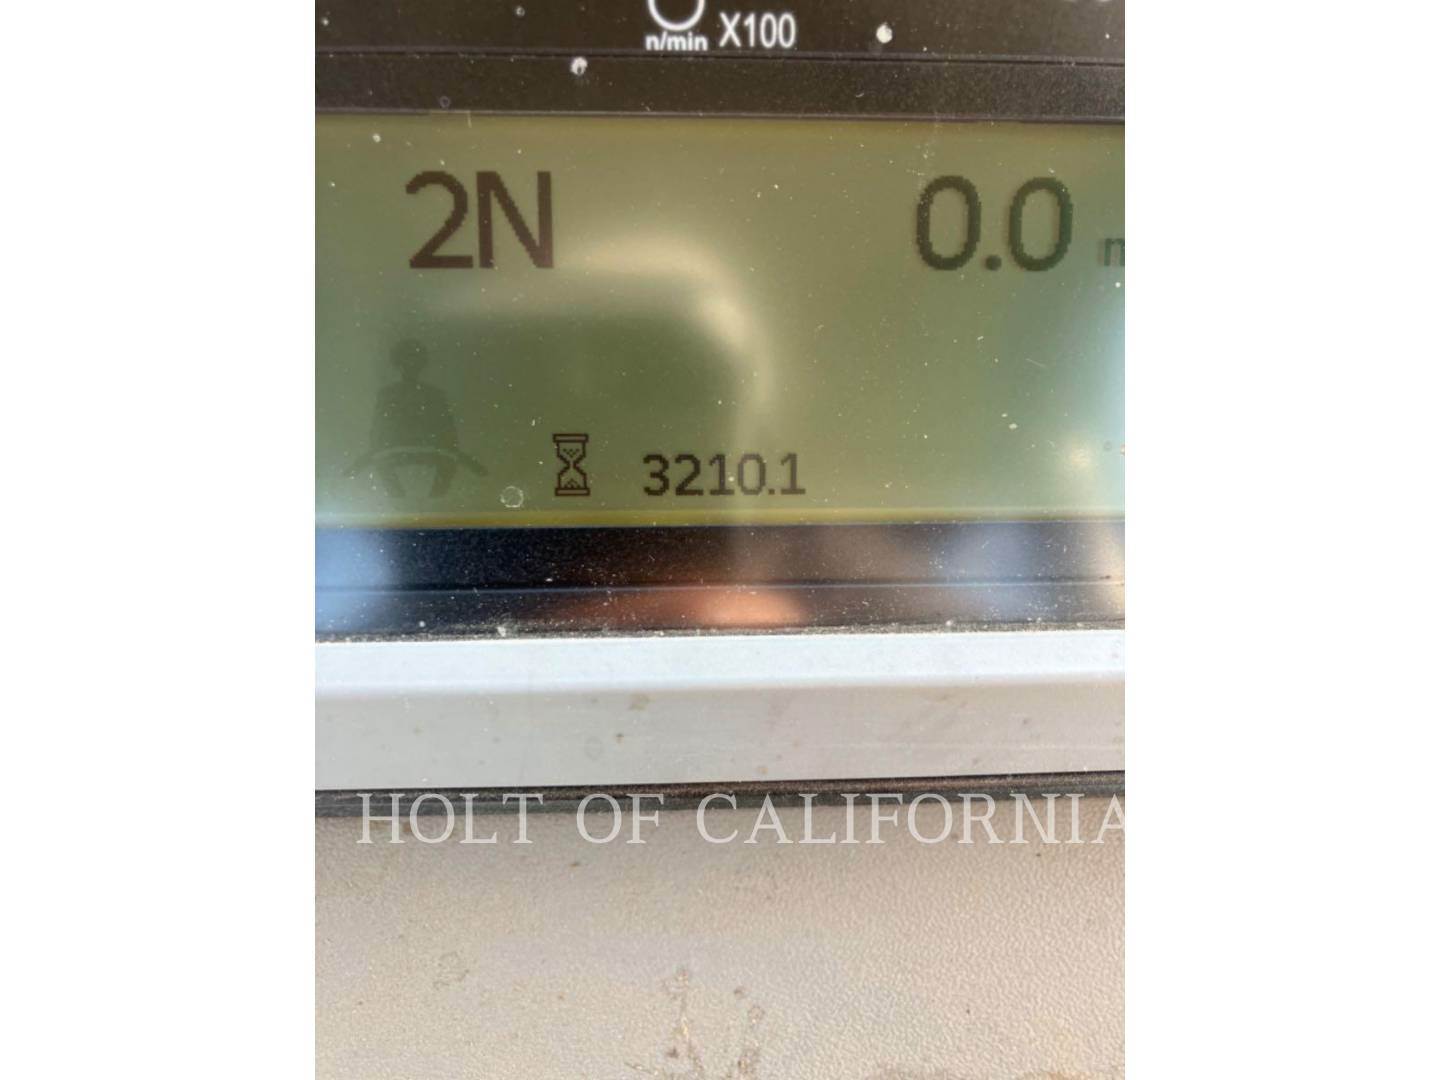 n/min X100
2N 0.0
3210.1
HOLT OF CALIFORNIA